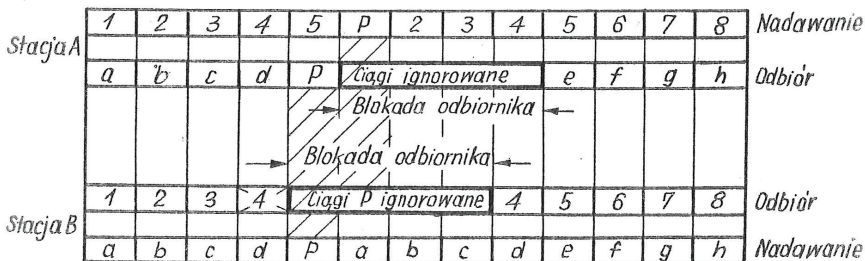 1 2 3 4 5 P 2 3 4 5 6 7 8 Nadawanie
Stacja A
a b c d P Ciągi ignorowane e f g h Odbiór
Blokada odbiornika
Blokada odbiornika
1 2 3 4 Ciągi P ignorowane 4 5 6 7 8 Odbiór
Stacja B
a b c d P a b c d e f g h Nadawanie